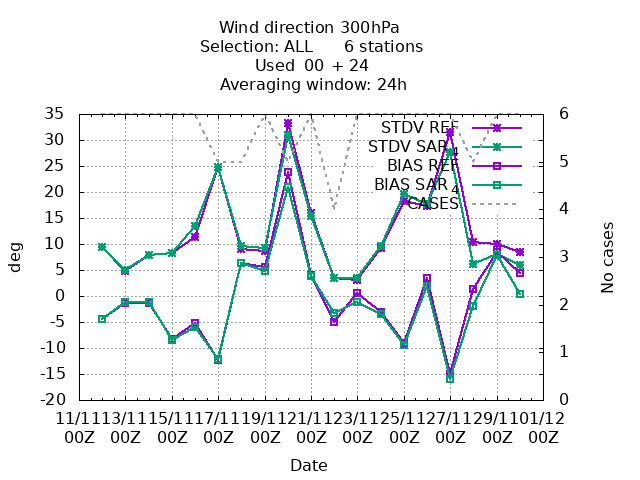 Wind direction 300hPa
Selection: ALL 6 stations
Used 00 + 24
Averaging window: 24h
35
30
25
20
15
10
5
0
-5
-10
-15
-20
6
5
4
3
2
1
0
STDV REF
STDV SAR 4
BIAS REF
BIAS SAR 4
CASES
deg
No cases
11/11 13/11 15/11 17/11 19/11 21/11 23/11 25/11 27/11 29/11 01/12
00Z 00Z 00Z 00Z 00Z 00Z 00Z 00Z 00Z 00Z 00Z
Date